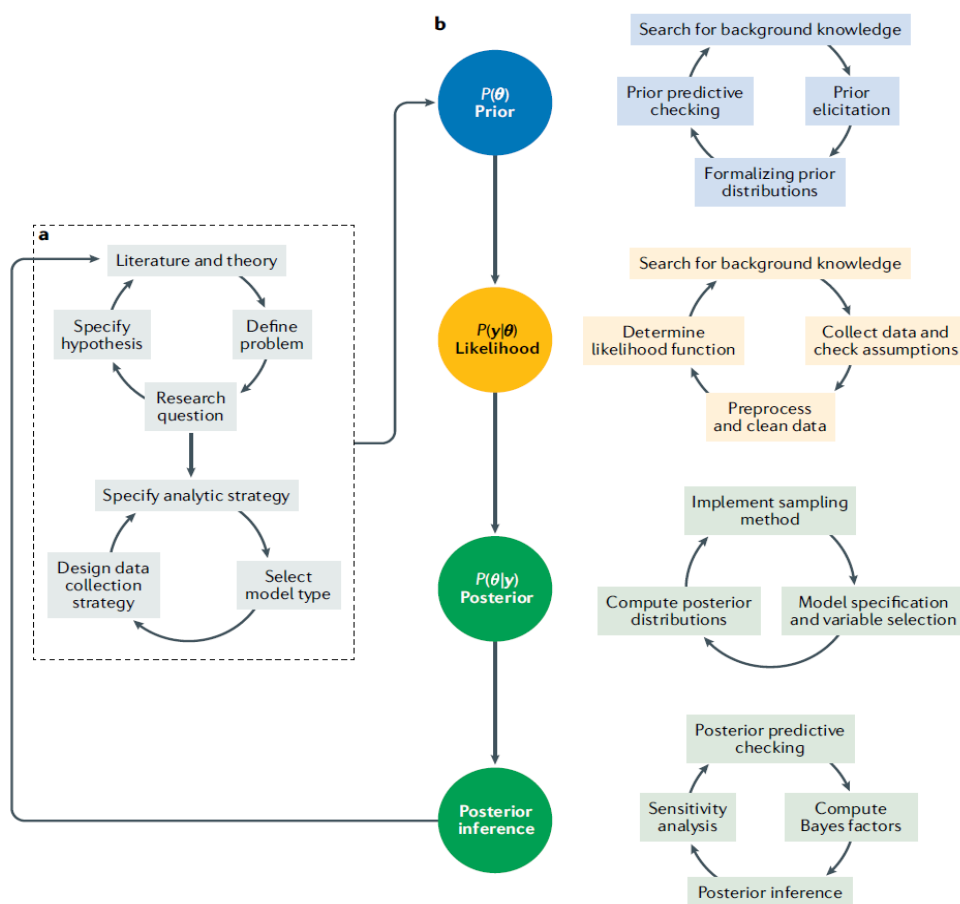 a
Literature and theory
Specify
hypothesis
Define
problem
Research
question
Specify analytic strategy
Design data
collection
strategy
Select
model type
b
P(θ)
Prior
P(y|θ)
Likelihood
P(θ|y)
Posterior
Posterior
inference
Search for background knowledge
Prior predictive
checking
Prior
elicitation
Formalizing prior
distributions
Search for background knowledge
Determine
likelihood function
Collect data and
check assumptions
Preprocess
and clean data
Implement sampling
method
Compute posterior
distributions
Model specification
and variable selection
Posterior predictive
checking
Sensitivity
analysis
Compute
Bayes factors
Posterior inference